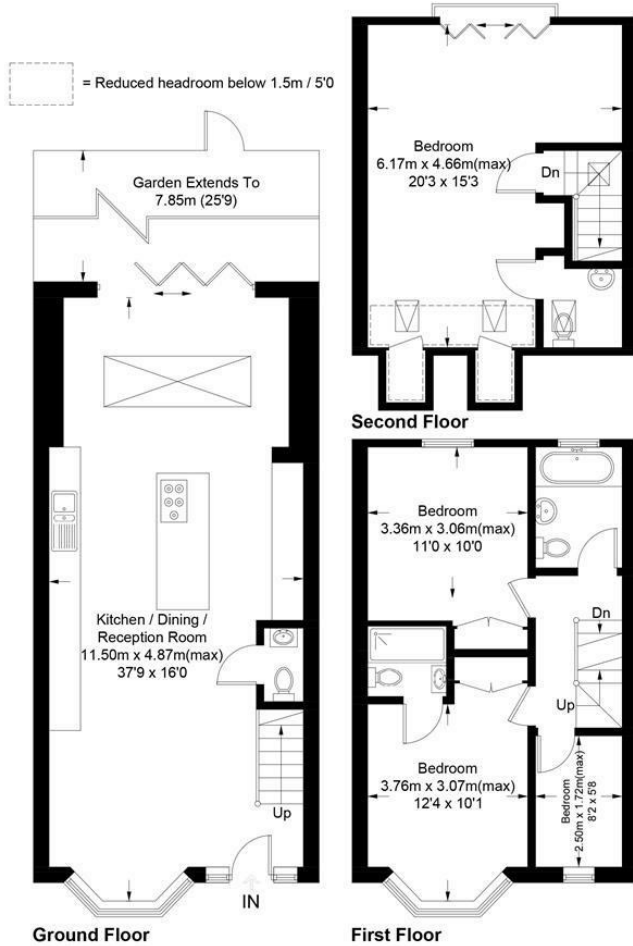 = Reduced headroom below 1.5m / 5'0
Garden Extends To
7.85m (25'9)
Kitchen / Dining /
Reception Room
11.50m x 4.87m(max)
37'9 x 16'0
Up
IN
Ground Floor
Bedroom
6.17m x 4.66m(max)
20'3 x 15'3
Dn
Second Floor
Bedroom
3.36m x 3.06m(max)
11'0 x 10'0
Dn
Up
Bedroom
3.76m x 3.07m(max)
12'4 x 10'1
Bedroom
2.50m x 1.72m(max)
8'2 x 5'8
First Floor